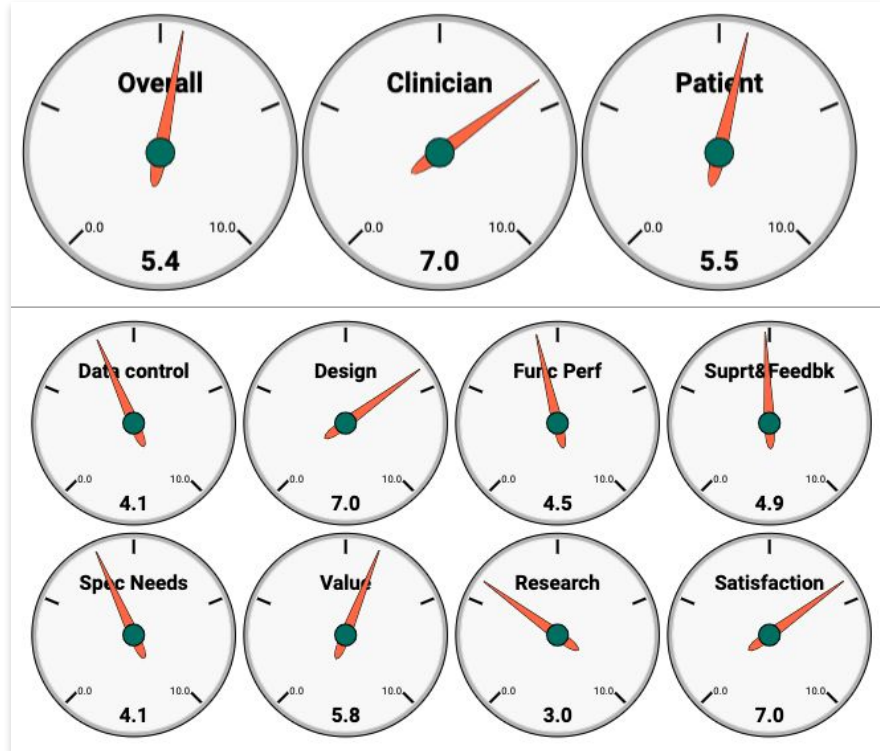 Overall
0.0 10.0
5.4
Clinician
0.0 10.0
7.0
Patient
0.0 10.0
5.5
Data control
0.0 10.0
4.1
Design
0.0 10.0
7.0
Func Perf
0.0 10.0
4.5
Suprt&Feedbk
0.0 10.0
4.9
Spec Needs
0.0 10.0
4.1
Value
0.0 10.0
5.8
Research
0.0 10.0
3.0
Satisfaction
0.0 10.0
7.0